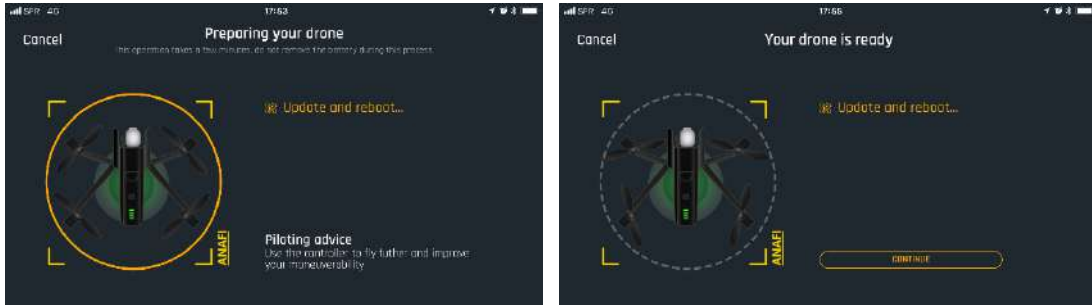 SFR 4G 17:53
Cancel Preparing your drone
This operation takes a few minutes, do not remove the battery during this process.
Update and reboot...
Piloting advice
Use the controller to fly futher and improve
your maneuverability
ANAFI
SFR 4G 17:55
Cancel Your drone is ready
Update and reboot...
ANAFI
CONTINUE